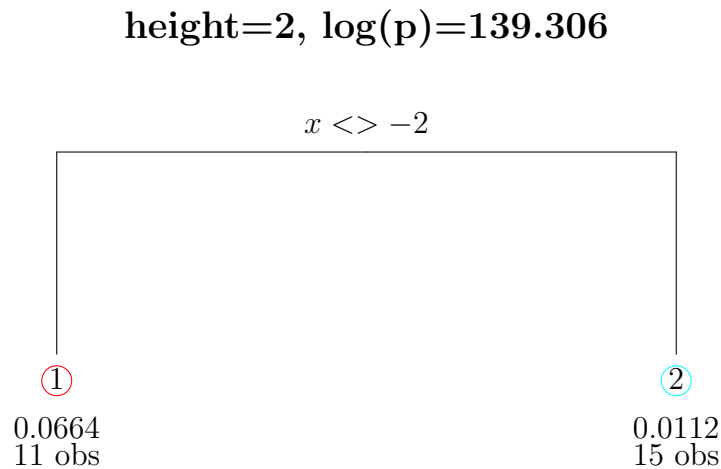 height=2, log(p)=139.306
x <> −2
1 2
0.0664 0.0112
11 obs 15 obs